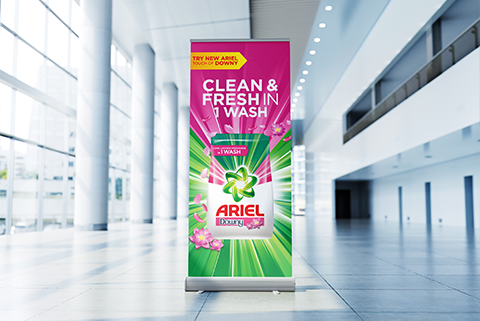 TRY NEW ARIEL
TOUCH OF DOWNY
CLEAN &
FRESH IN
1 WASH
1 WASH
ARIEL
Downy